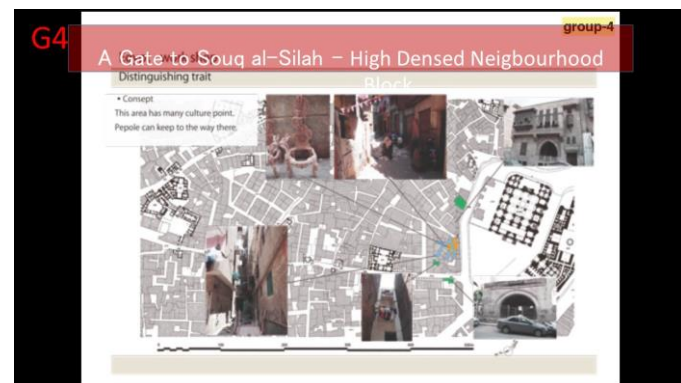 group-4
G4
A Gate to Souq al-Silah – High Densed Neigbourhood
Block
Distinguishing trait
• Consept
This area has many culture point.
Pepole can keep to the way there.